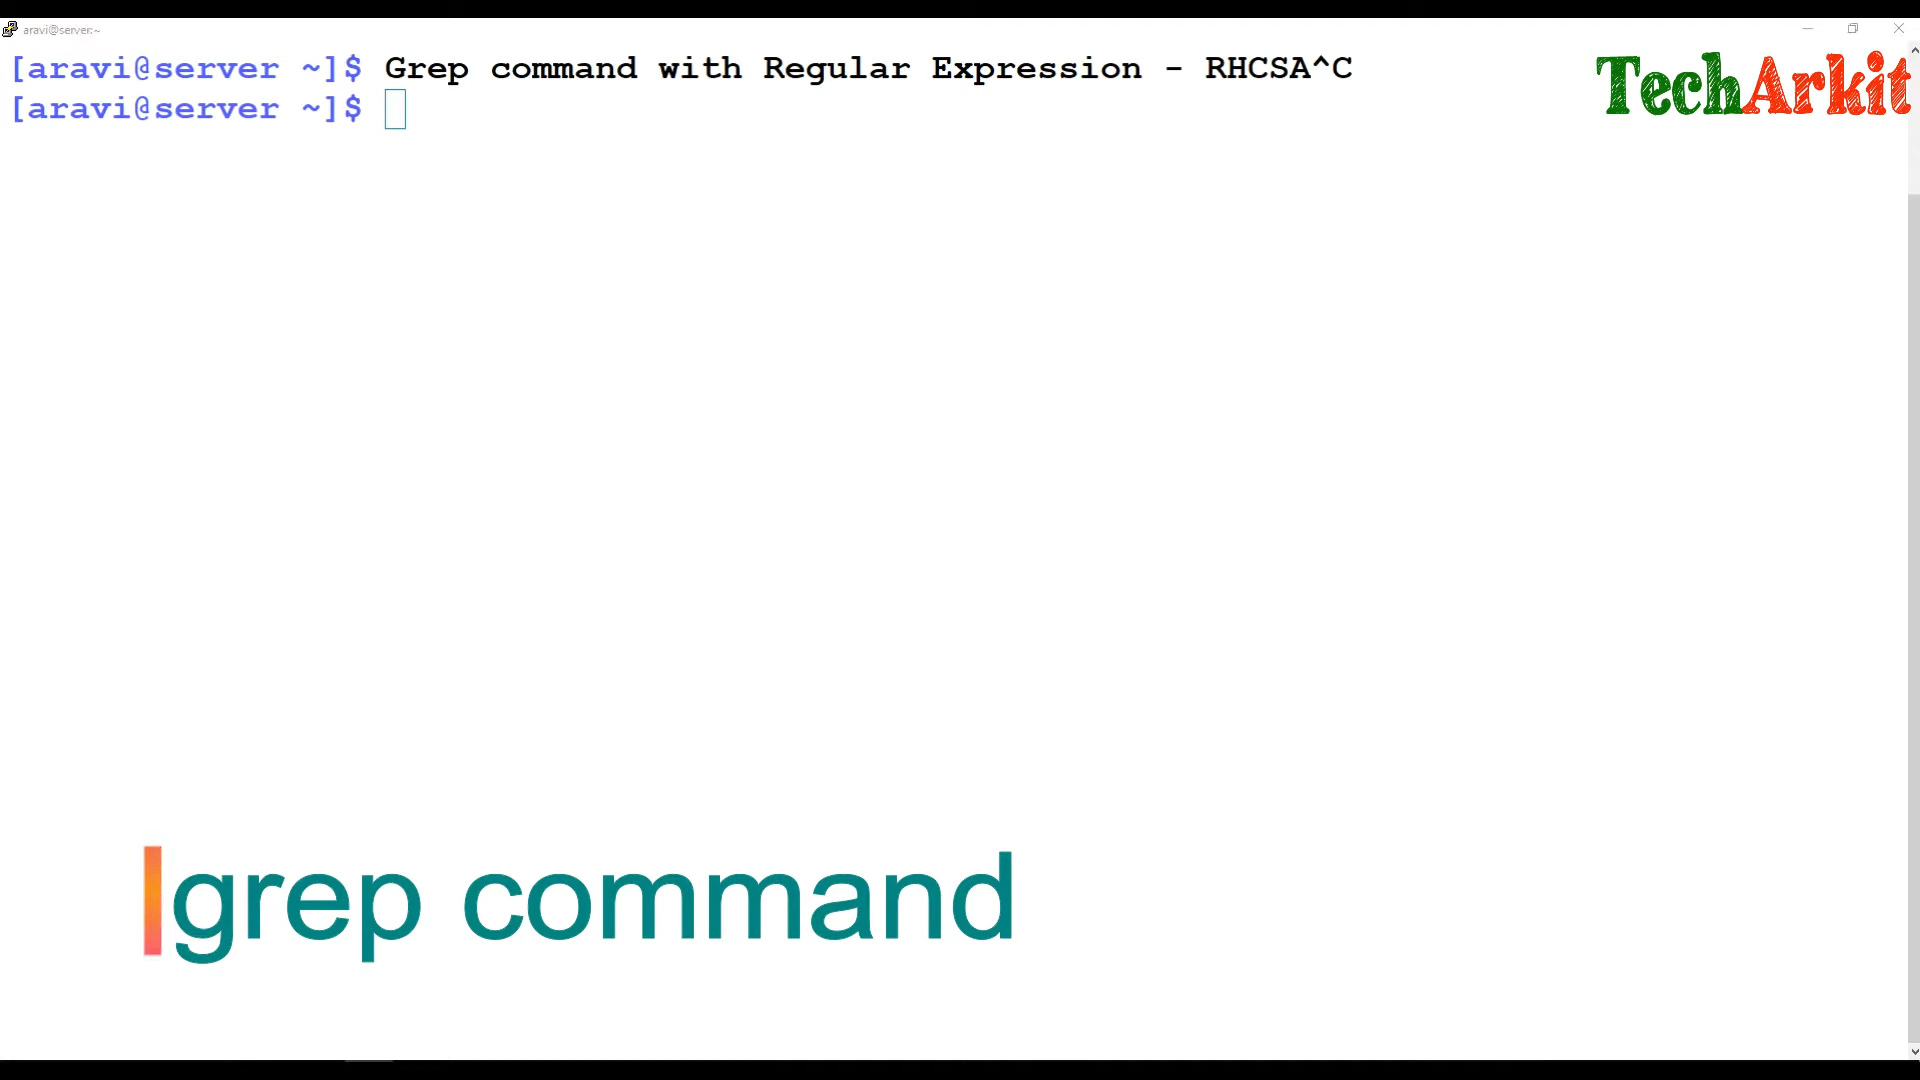 aravi@server:~
[aravi@server ~]$ Grep command with Regular Expression - RHCSA^C
[aravi@server ~]$
TechArkit
grep command